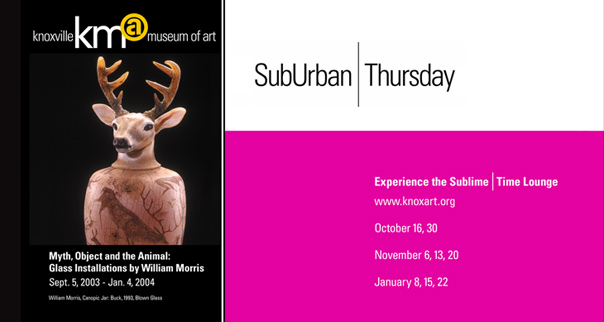 knoxville kma museum of art
Myth, Object and the Animal:
Glass Installations by William Morris
Sept. 5, 2003 - Jan. 4, 2004
William Morris, Canopic Jar: Buck, 1993, Blown Glass
SubUrban | Thursday
Experience the Sublime | Time Lounge
www.knoxart.org
October 16, 30
November 6, 13, 20
January 8, 15, 22